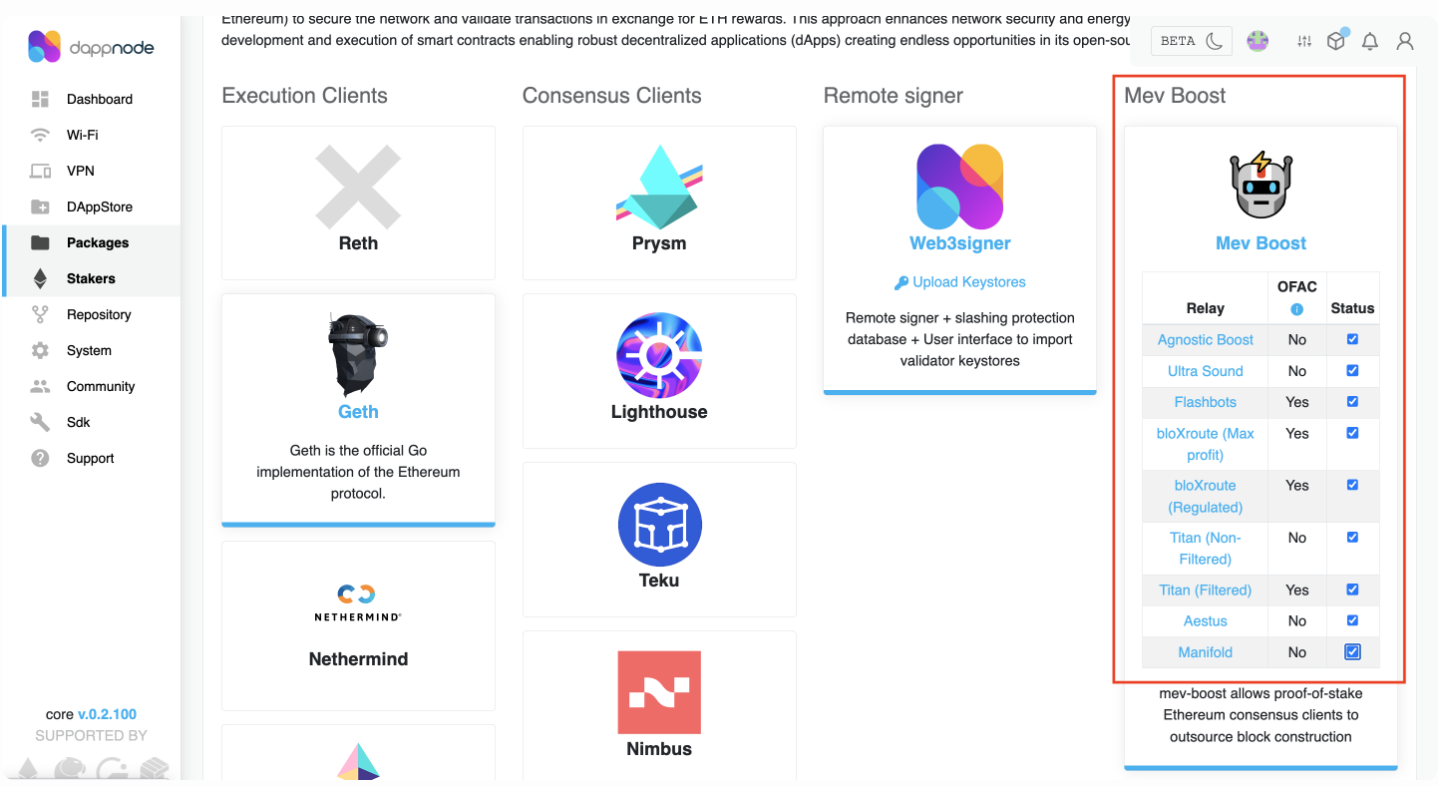 Ethereum) to secure the network and validate transactions in exchange for ETH rewards. This approach enhances network security and energy
development and execution of smart contracts enabling robust decentralized applications (dApps) creating endless opportunities in its open-sou
BETA
dappnode
Dashboard
Wi-Fi
VPN
DAppStore
Packages
Stakers
Repository
System
Community
Sdk
Support
core v.0.2.100
SUPPORTED BY
Execution Clients
Reth
Geth
Geth is the official Go
implementation of the Ethereum
protocol.
NETHERMIND
Nethermind
Consensus Clients
Prysm
Lighthouse
Teku
Nimbus
Remote signer
Web3signer
Upload Keystores
Remote signer + slashing protection
database + User interface to import
validator keystores
Mev Boost
Mev Boost
Relay OFAC Status
Agnostic Boost No
Ultra Sound No
Flashbots Yes
bloXroute (Max Yes
profit)
bloXroute Yes
(Regulated)
Titan (Non- No
Filtered)
Titan (Filtered) Yes
Aestus No
Manifold No
mev-boost allows proof-of-stake
Ethereum consensus clients to
outsource block construction